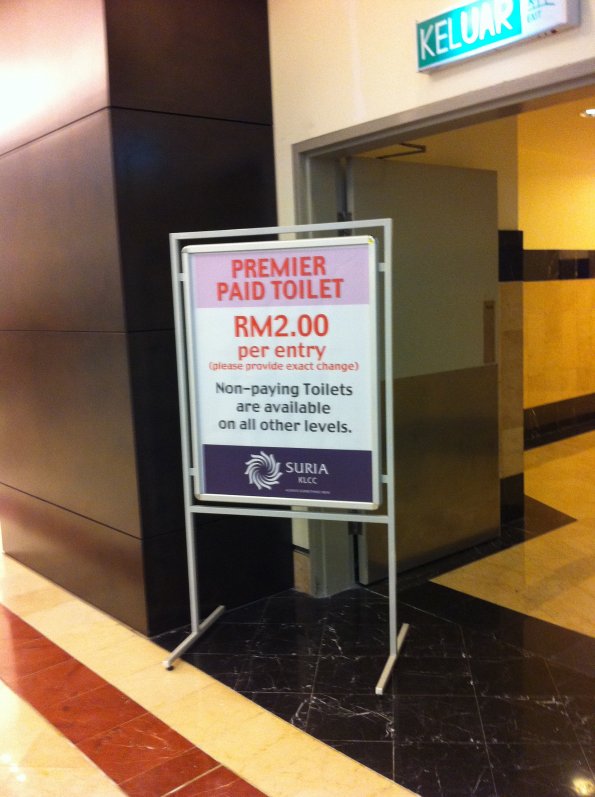 KELUAR
PREMIER
PAID TOILET
RM2.00
per entry
(please provide exact change)
Non-paying Toilets
are available
on all other levels.
SURIA
KLCC